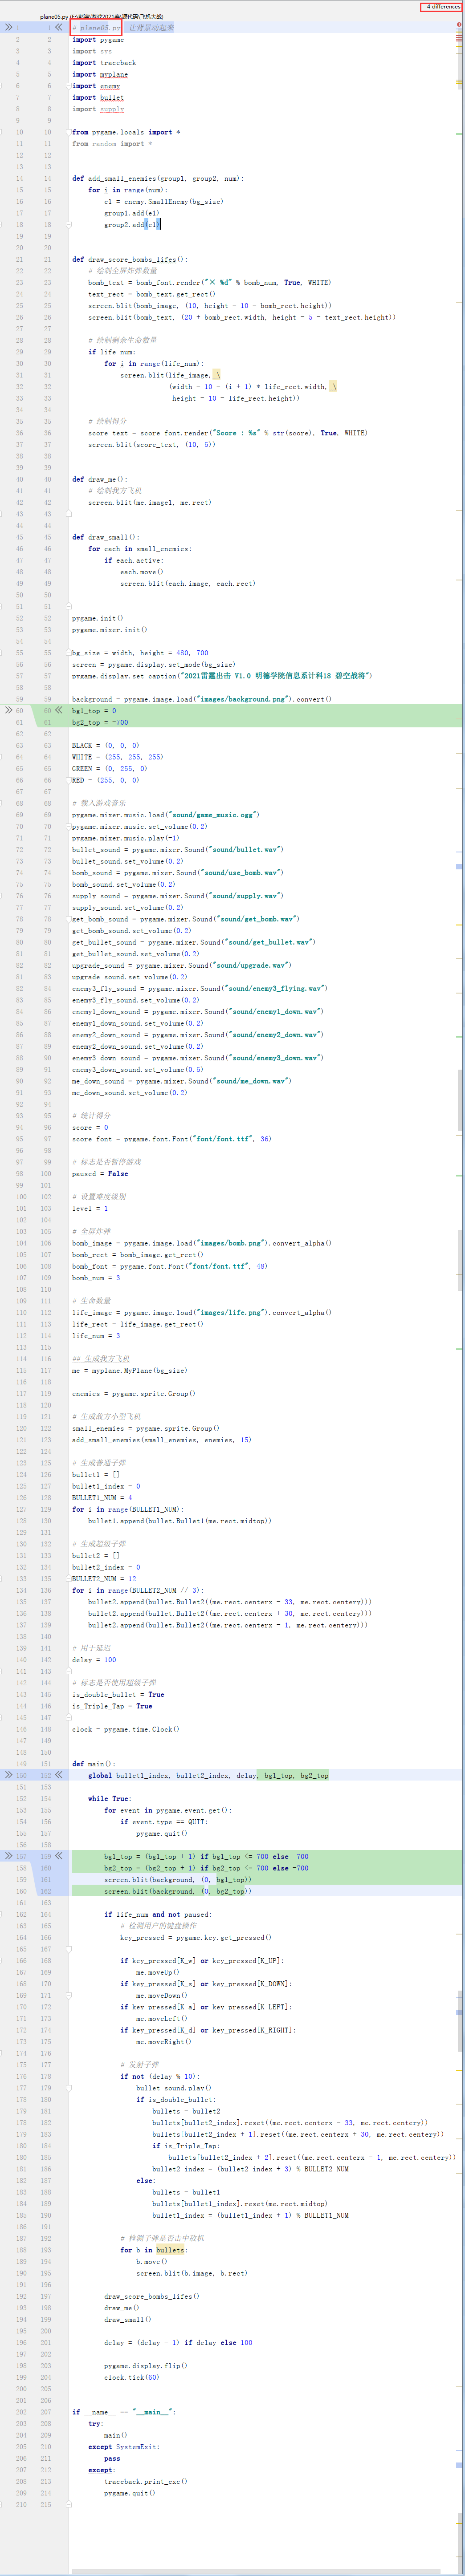 4 differences
plane05.py (E:\制课\游戏2021春\源代码\飞机大战)
# plane05.py  让背景动起来
import pygame
import sys
import traceback
import myplane
import enemy
import bullet
import supply
from pygame.locals import *
from random import *
def add_small_enemies(group1, group2, num):
for i in range(num):
e1 = enemy.SmallEnemy(bg_size)
group1.add(e1)
group2.add(e1)
def draw_score_bombs_lifes():
# 绘制全屏炸弹数量
bomb_text = bomb_font.render("× %d" % bomb_num, True, WHITE)
text_rect = bomb_text.get_rect()
screen.blit(bomb_image, (10, height - 10 - bomb_rect.height))
screen.blit(bomb_text, (20 + bomb_rect.width, height - 5 - text_rect.height))
# 绘制剩余生命数量
if life_num:
for i in range(life_num):
screen.blit(life_image, \
(width - 10 - (i + 1) * life_rect.width, \
height - 10 - life_rect.height))
# 绘制得分
score_text = score_font.render("Score : %s" % str(score), True, WHITE)
screen.blit(score_text, (10, 5))
def draw_me():
# 绘制我方飞机
screen.blit(me.image1, me.rect)
def draw_small():
for each in small_enemies:
if each.active:
each.move()
screen.blit(each.image, each.rect)
pygame.init()
pygame.mixer.init()
bg_size = width, height = 480, 700
screen = pygame.display.set_mode(bg_size)
pygame.display.set_caption("2021雷霆出击 V1.0 明德学院信息系计科18 碧空战将")
background = pygame.image.load("images/background.png").convert()
bg1_top = 0
bg2_top = -700
BLACK = (0, 0, 0)
WHITE = (255, 255, 255)
GREEN = (0, 255, 0)
RED = (255, 0, 0)
# 载入游戏音乐
pygame.mixer.music.load("sound/game_music.ogg")
pygame.mixer.music.set_volume(0.2)
pygame.mixer.music.play(-1)
bullet_sound = pygame.mixer.Sound("sound/bullet.wav")
bullet_sound.set_volume(0.2)
bomb_sound = pygame.mixer.Sound("sound/use_bomb.wav")
bomb_sound.set_volume(0.2)
supply_sound = pygame.mixer.Sound("sound/supply.wav")
supply_sound.set_volume(0.2)
get_bomb_sound = pygame.mixer.Sound("sound/get_bomb.wav")
get_bomb_sound.set_volume(0.2)
get_bullet_sound = pygame.mixer.Sound("sound/get_bullet.wav")
get_bullet_sound.set_volume(0.2)
upgrade_sound = pygame.mixer.Sound("sound/upgrade.wav")
upgrade_sound.set_volume(0.2)
enemy3_fly_sound = pygame.mixer.Sound("sound/enemy3_flying.wav")
enemy3_fly_sound.set_volume(0.2)
enemy1_down_sound = pygame.mixer.Sound("sound/enemy1_down.wav")
enemy1_down_sound.set_volume(0.2)
enemy2_down_sound = pygame.mixer.Sound("sound/enemy2_down.wav")
enemy2_down_sound.set_volume(0.2)
enemy3_down_sound = pygame.mixer.Sound("sound/enemy3_down.wav")
enemy3_down_sound.set_volume(0.5)
me_down_sound = pygame.mixer.Sound("sound/me_down.wav")
me_down_sound.set_volume(0.2)
# 统计得分
score = 0
score_font = pygame.font.Font("font/font.ttf", 36)
# 标志是否暂停游戏
paused = False
# 设置难度级别
level = 1
# 全屏炸弹
bomb_image = pygame.image.load("images/bomb.png").convert_alpha()
bomb_rect = bomb_image.get_rect()
bomb_font = pygame.font.Font("font/font.ttf", 48)
bomb_num = 3
# 生命数量
life_image = pygame.image.load("images/life.png").convert_alpha()
life_rect = life_image.get_rect()
life_num = 3
## 生成我方飞机
me = myplane.MyPlane(bg_size)
enemies = pygame.sprite.Group()
# 生成敌方小型飞机
small_enemies = pygame.sprite.Group()
add_small_enemies(small_enemies, enemies, 15)
# 生成普通子弹
bullet1 = []
bullet1_index = 0
BULLET1_NUM = 4
for i in range(BULLET1_NUM):
bullet1.append(bullet.Bullet1(me.rect.midtop))
# 生成超级子弹
bullet2 = []
bullet2_index = 0
BULLET2_NUM = 12
for i in range(BULLET2_NUM // 3):
bullet2.append(bullet.Bullet2((me.rect.centerx - 33, me.rect.centery)))
bullet2.append(bullet.Bullet2((me.rect.centerx + 30, me.rect.centery)))
bullet2.append(bullet.Bullet2((me.rect.centerx - 1, me.rect.centery)))
# 用于延迟
delay = 100
# 标志是否使用超级子弹
is_double_bullet = True
is_Triple_Tap = True
clock = pygame.time.Clock()
def main():
global bullet1_index, bullet2_index, delay, bg1_top, bg2_top
while True:
for event in pygame.event.get():
if event.type == QUIT:
pygame.quit()
bg1_top = (bg1_top + 1) if bg1_top <= 700 else -700
bg2_top = (bg2_top + 1) if bg2_top <= 700 else -700
screen.blit(background, (0, bg1_top))
screen.blit(background, (0, bg2_top))
if life_num and not paused:
# 检测用户的键盘操作
key_pressed = pygame.key.get_pressed()
if key_pressed[K_w] or key_pressed[K_UP]:
me.moveUp()
if key_pressed[K_s] or key_pressed[K_DOWN]:
me.moveDown()
if key_pressed[K_a] or key_pressed[K_LEFT]:
me.moveLeft()
if key_pressed[K_d] or key_pressed[K_RIGHT]:
me.moveRight()
# 发射子弹
if not (delay % 10):
bullet_sound.play()
if is_double_bullet:
bullets = bullet2
bullets[bullet2_index].reset((me.rect.centerx - 33, me.rect.centery))
bullets[bullet2_index + 1].reset((me.rect.centerx + 30, me.rect.centery))
if is_Triple_Tap:
bullets[bullet2_index + 2].reset((me.rect.centerx - 1, me.rect.centery))
bullet2_index = (bullet2_index + 3) % BULLET2_NUM
else:
bullets = bullet1
bullets[bullet1_index].reset(me.rect.midtop)
bullet1_index = (bullet1_index + 1) % BULLET1_NUM
# 检测子弹是否击中敌机
for b in bullets:
b.move()
screen.blit(b.image, b.rect)
draw_score_bombs_lifes()
draw_me()
draw_small()
delay = (delay - 1) if delay else 100
pygame.display.flip()
clock.tick(60)
if __name__ == "__main__":
try:
main()
except SystemExit:
pass
except:
traceback.print_exc()
pygame.quit()